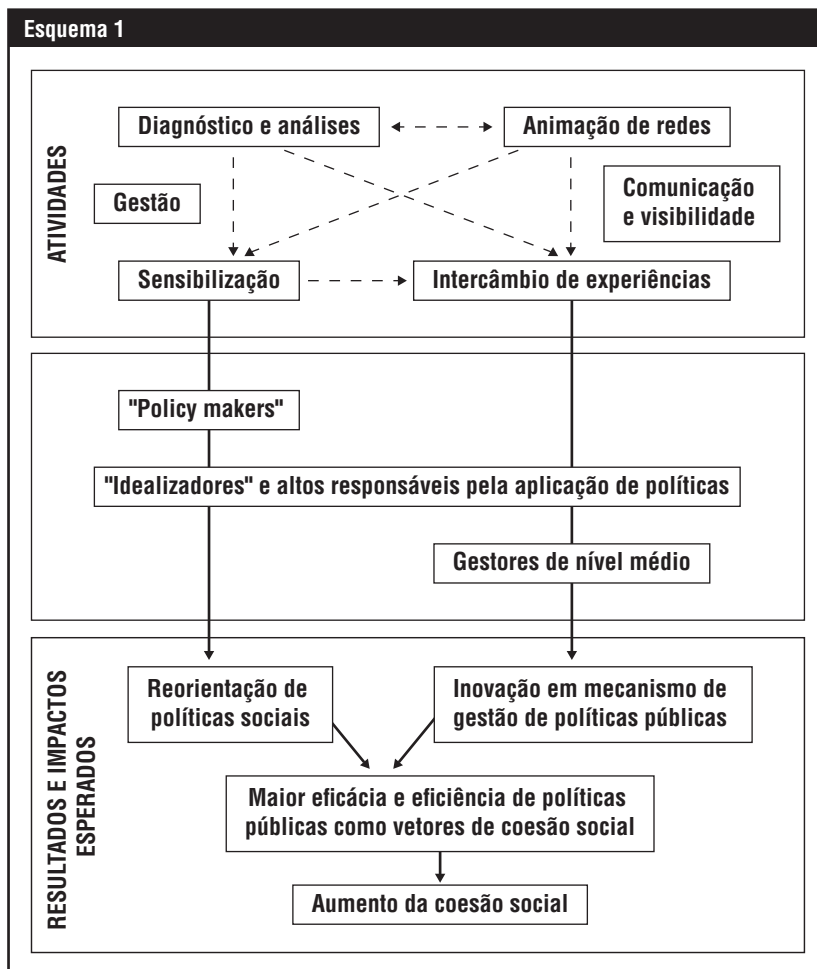 Esquema 1
ATIVIDADES
Diagnóstico e análises
Animação de redes
Gestão
Comunicação
e visibilidade
Sensibilização
Intercâmbio de experiências
"Policy makers"
"Idealizadores" e altos responsáveis pela aplicação de políticas
Gestores de nível médio
RESULTADOS E IMPACTOS
ESPERADOS
Reorientação de
políticas sociais
Inovação em mecanismo de
gestão de políticas públicas
Maior eficácia e eficiência de políticas
públicas como vetores de coesão social
Aumento da coesão social